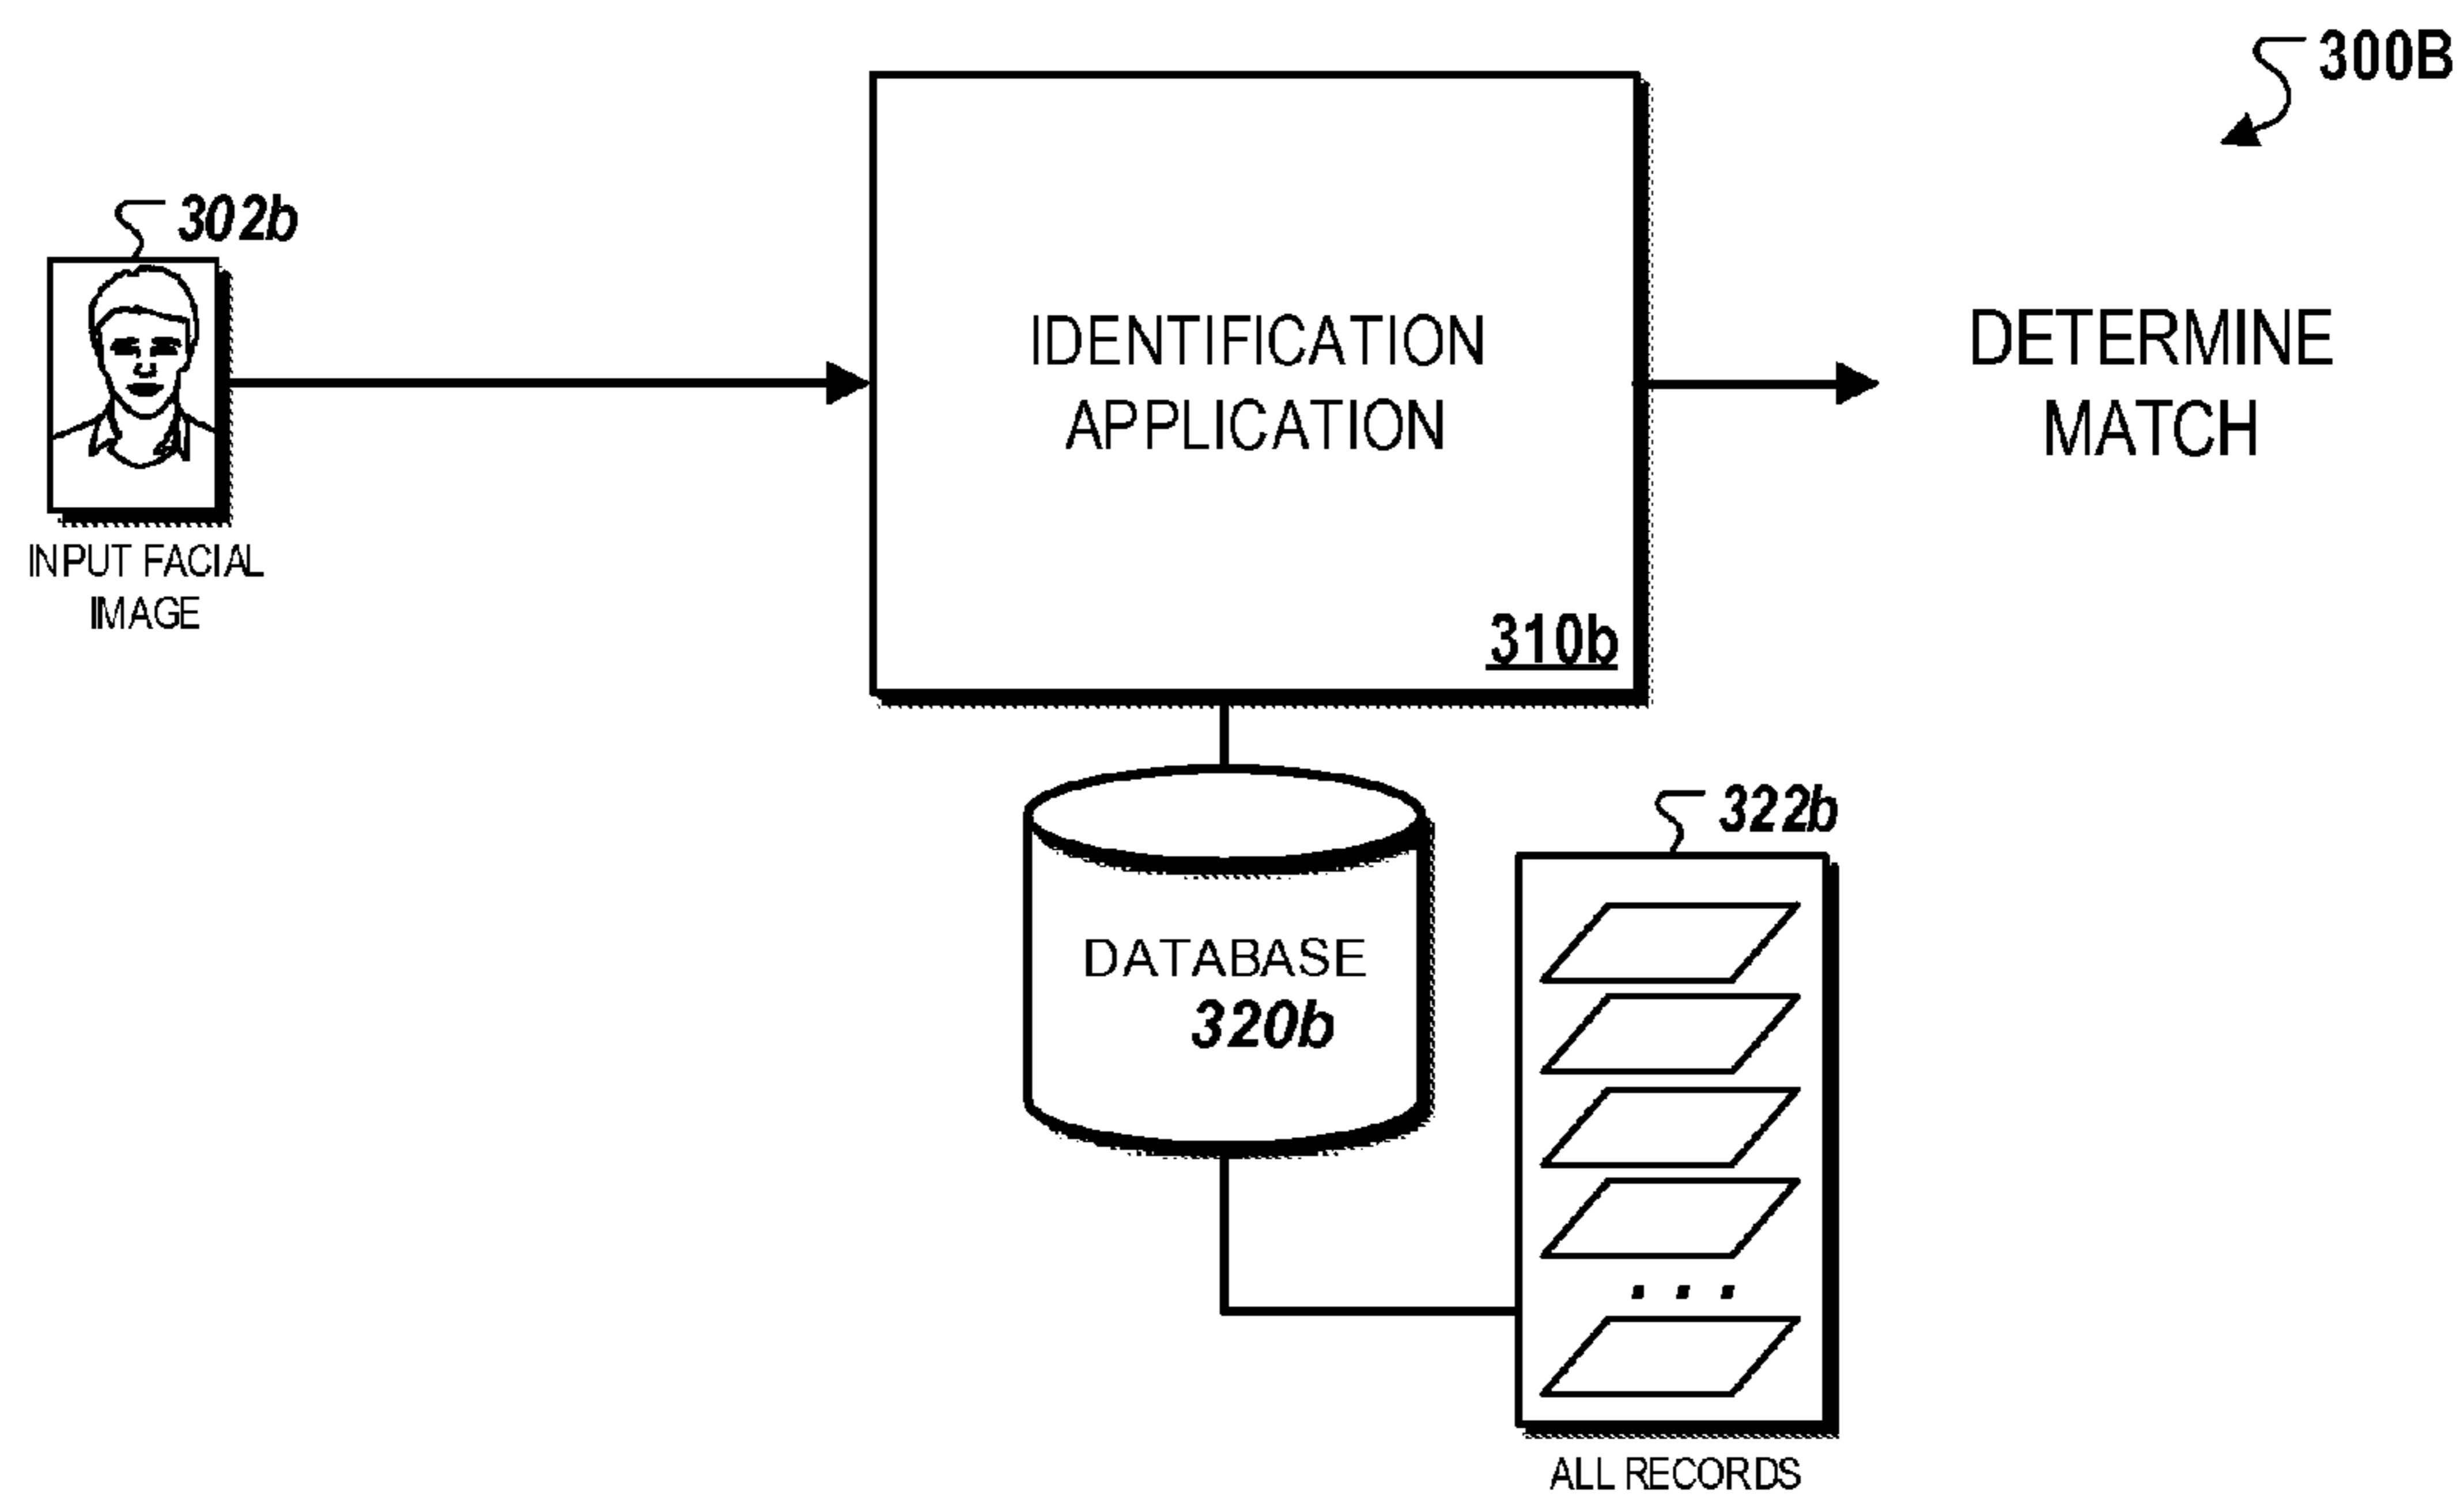 300B
302b
INPUT FACIAL
IMAGE
IDENTIFICATION
APPLICATION
310b
DETERMINE
MATCH
DATABASE
320b
322b
...
ALL RECORDS